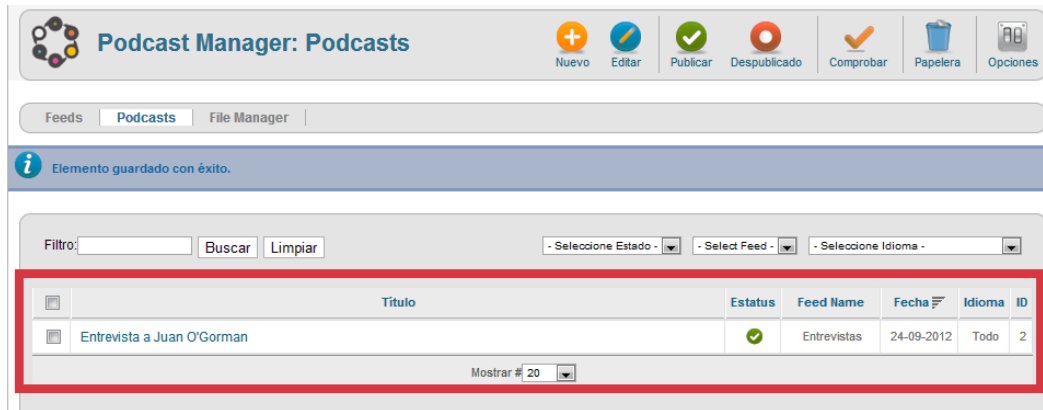 Podcast Manager: Podcasts
Nuevo Editar Publicar Despublicado Comprobar Papelera Opciones
Feeds Podcasts File Manager
Elemento guardado con éxito.
Filtro: Buscar Limpiar - Seleccione Estado - - Select Feed - - Seleccione Idioma -
Título Estatus Feed Name Fecha Idioma ID
Entrevista a Juan O'Gorman Entrevistas 24-09-2012 Todo 2
Mostrar # 20